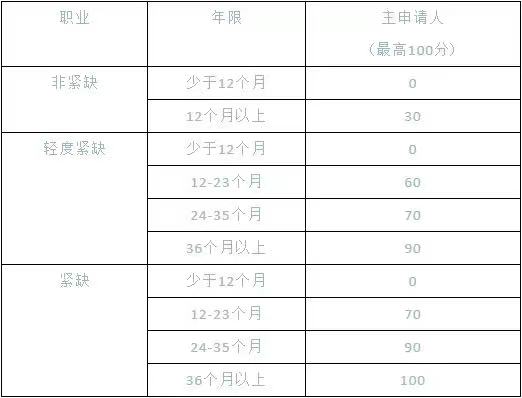 职业 年限 主申请人
（最高100分）
非紧缺 少于12个月 0
12个月以上 30
轻度紧缺 少于12个月 0
12-23个月 60
24-35个月 70
36个月以上 90
紧缺 少于12个月 0
12-23个月 70
24-35个月 90
36个月以上 100